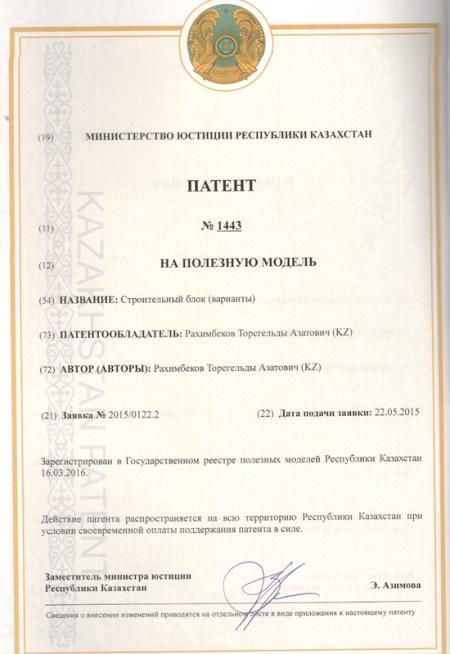 ҚАЗАҚСТАН
(19) МИНИСТЕРСТВО ЮСТИЦИИ РЕСПУБЛИКИ КАЗАХСТАН
ПАТЕНТ
(11) № 1443
(12) НА ПОЛЕЗНУЮ МОДЕЛЬ
(54) НАЗВАНИЕ: Строительный блок (варианты)
(73) ПАТЕНТООБЛАДАТЕЛЬ: Рахимбеков Торегельды Азатович (KZ)
(72) АВТОР (АВТОРЫ): Рахимбеков Торегельды Азатович (KZ)
(21) Заявка № 2015/0122.2 (22) Дата подачи заявки: 22.05.2015
Зарегистрирован в Государственном реестре полезных моделей Республики Казахстан
16.03.2016.
Действие патента распространяется на всю территорию Республики Казахстан при
условии своевременной оплаты поддержания патента в силе.
Заместитель министра юстиции
Республики Казахстан Э. Азимова
Сведения о внесении изменений приводятся на отдельном листе в виде приложения к настоящему патенту
KAZAKHSTAN PATENT